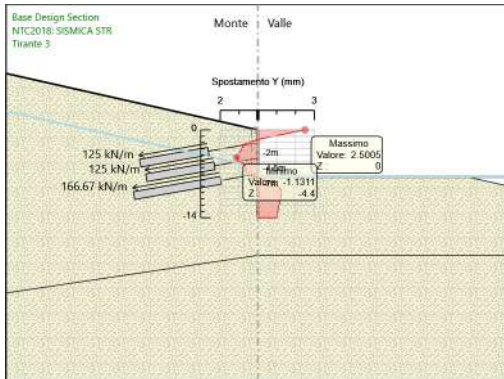 Base Design Section
NTC2018: SISMICA STR
Tirante 3
Monte
Valle
Spostamento Y (mm)
2
3
0
-2m
125 kN/m
125 kN/m
166.67 kN/m
-14
Massimo
Valore: 2.5005
Z 0
Minimo
Valore: -1.1311
Z -4.4